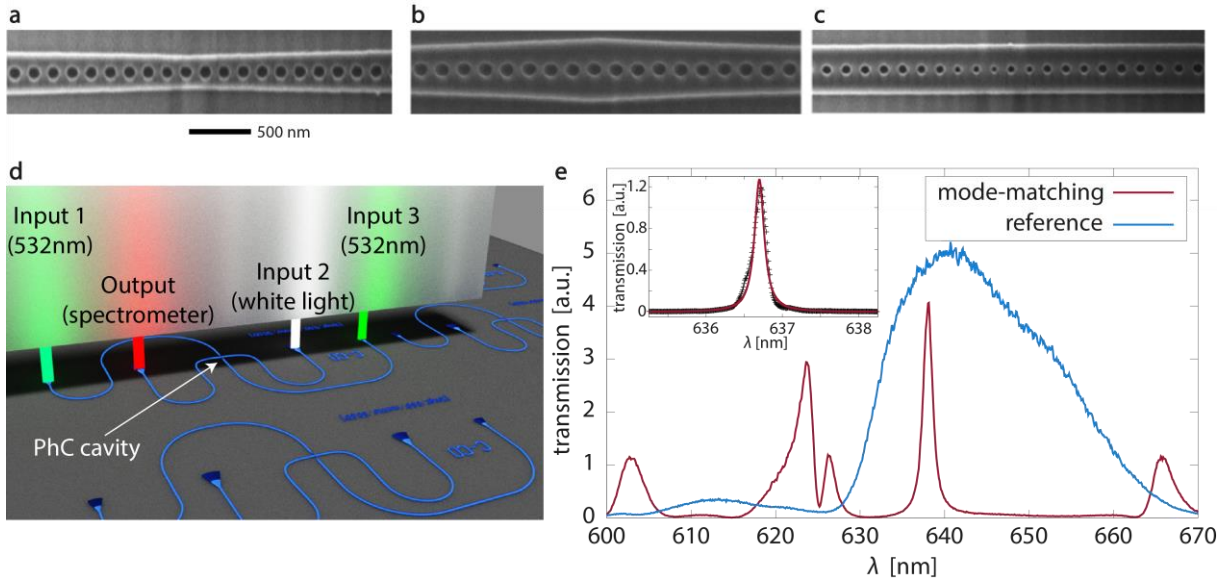 a
b
c
500 nm
d
Input 1
(532nm)
Output
(spectrometer)
Input 2
(white light)
Input 3
(532nm)
PhC cavity
e
transmission [a.u.]
6
5
4
3
2
1
0
600 610 620 630 640 650 660 670
λ [nm]
mode-matching
reference
transmission [a.u.]
1.2
0.8
0.4
0
636 637 638
λ [nm]